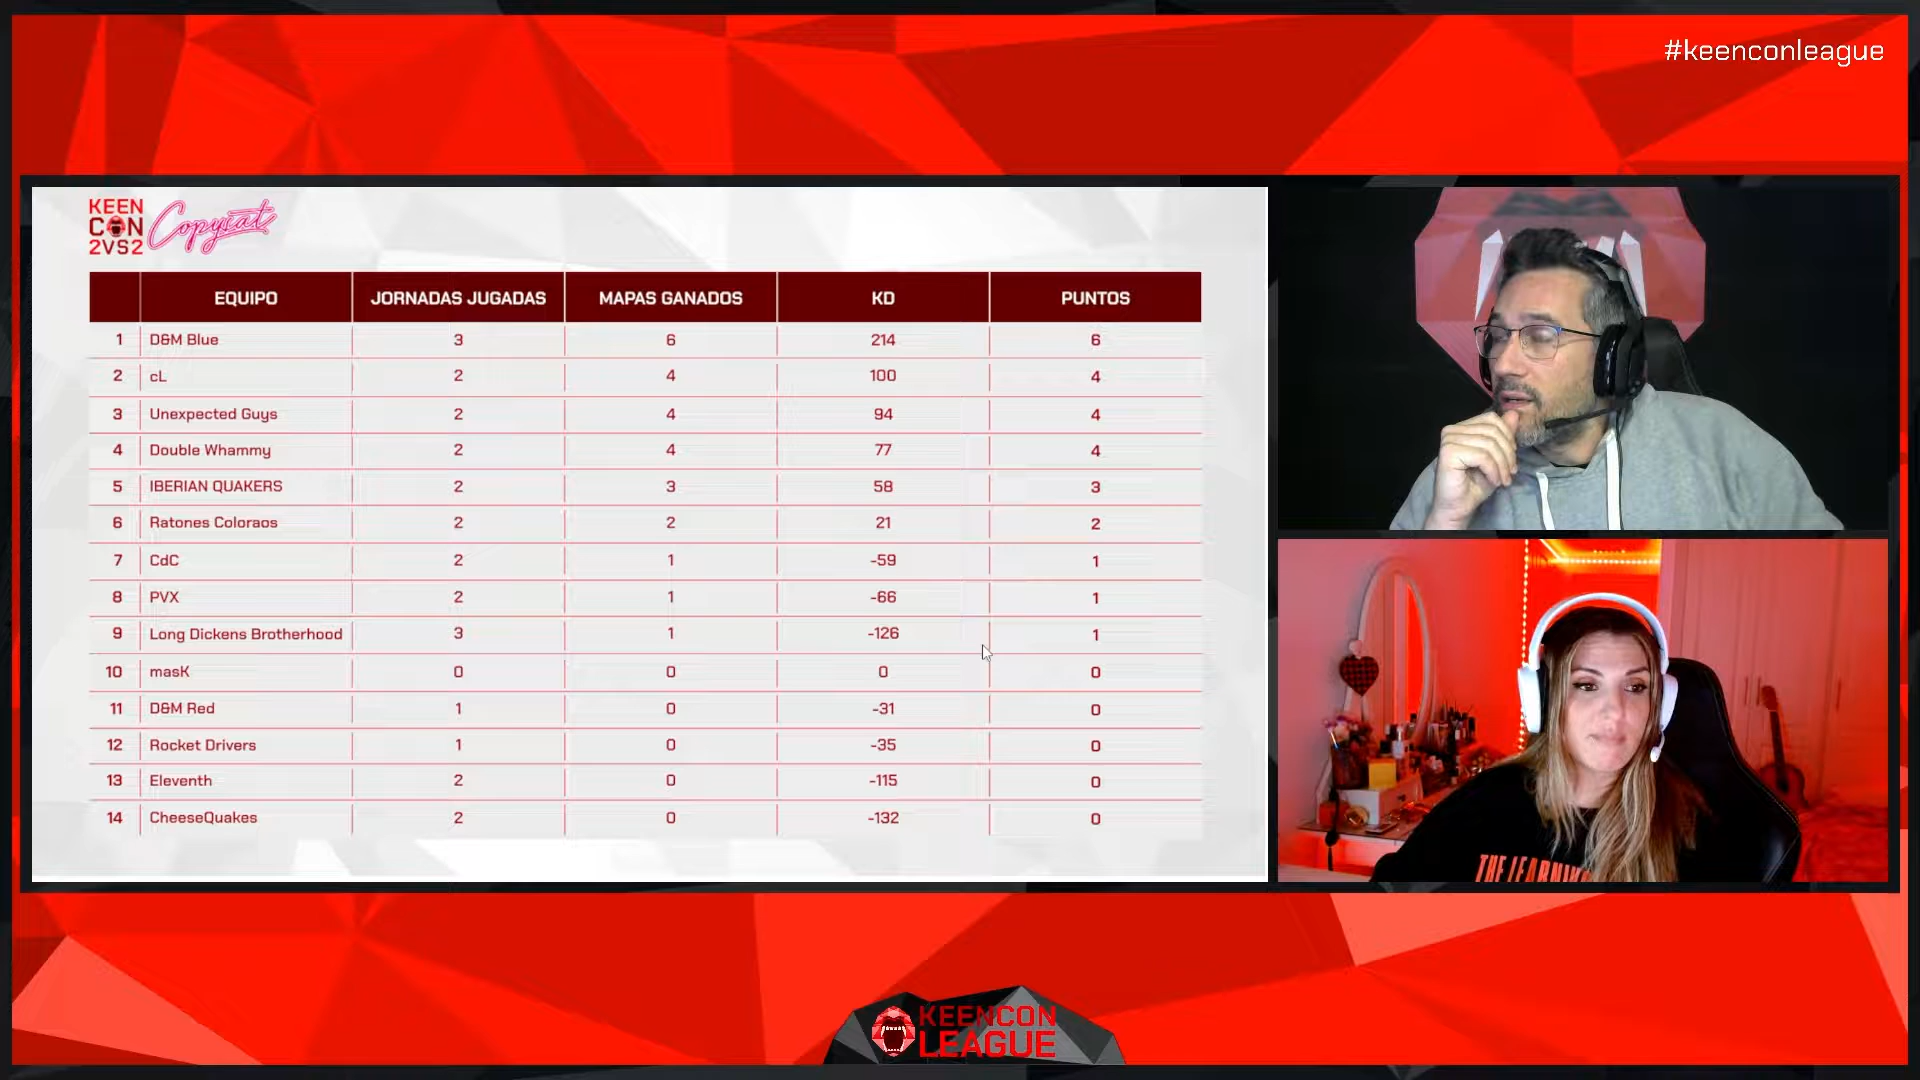 #keenconleague
KEEN
CON
2VS2
Copycat
EQUIPO JORNADAS JUGADAS MAPAS GANADOS KD PUNTOS
1 D&M Blue 3 6 214 6
2 cL 2 4 100 4
3 Unexpected Guys 2 4 94 4
4 Double Whammy 2 4 77 4
5 IBERIAN QUAKERS 2 3 58 3
6 Ratones Coloraos 2 2 21 2
7 CdC 2 1 -59 1
8 PVX 2 1 -66 1
9 Long Dickens Brotherhood 3 1 -126 1
10 masK 0 0 0 0
11 D&M Red 1 0 -31 0
12 Rocket Drivers 1 0 -35 0
13 Eleventh 2 0 -115 0
14 CheeseQuakes 2 0 -132 0
THE
KEENCON
LEAGUE